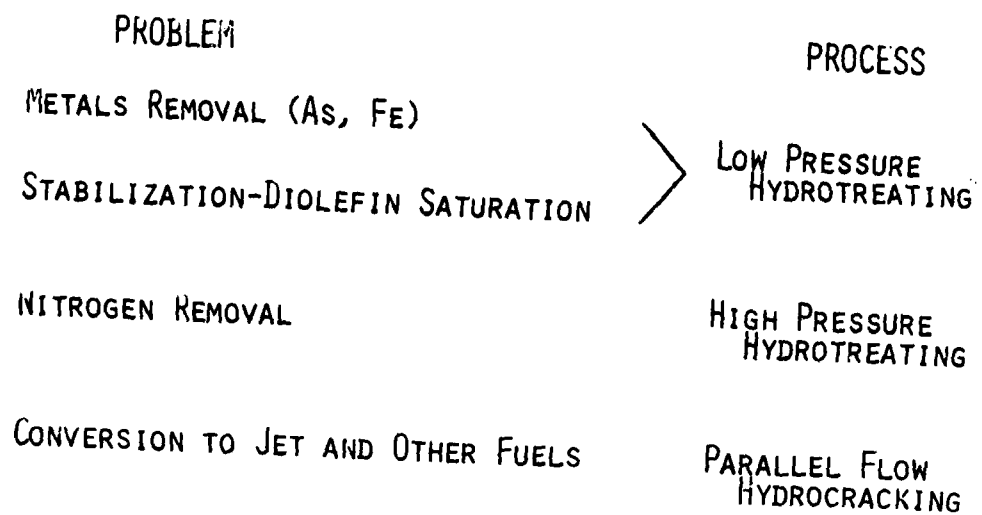 PROBLEM
PROCESS
METALS REMOVAL (AS, FE)
STABILIZATION-DIOLEFIN SATURATION
LOW PRESSURE
HYDROTREATING
NITROGEN REMOVAL
HIGH PRESSURE
HYDROTREATING
CONVERSION TO JET AND OTHER FUELS
PARALLEL FLOW
HYDROCRACKING